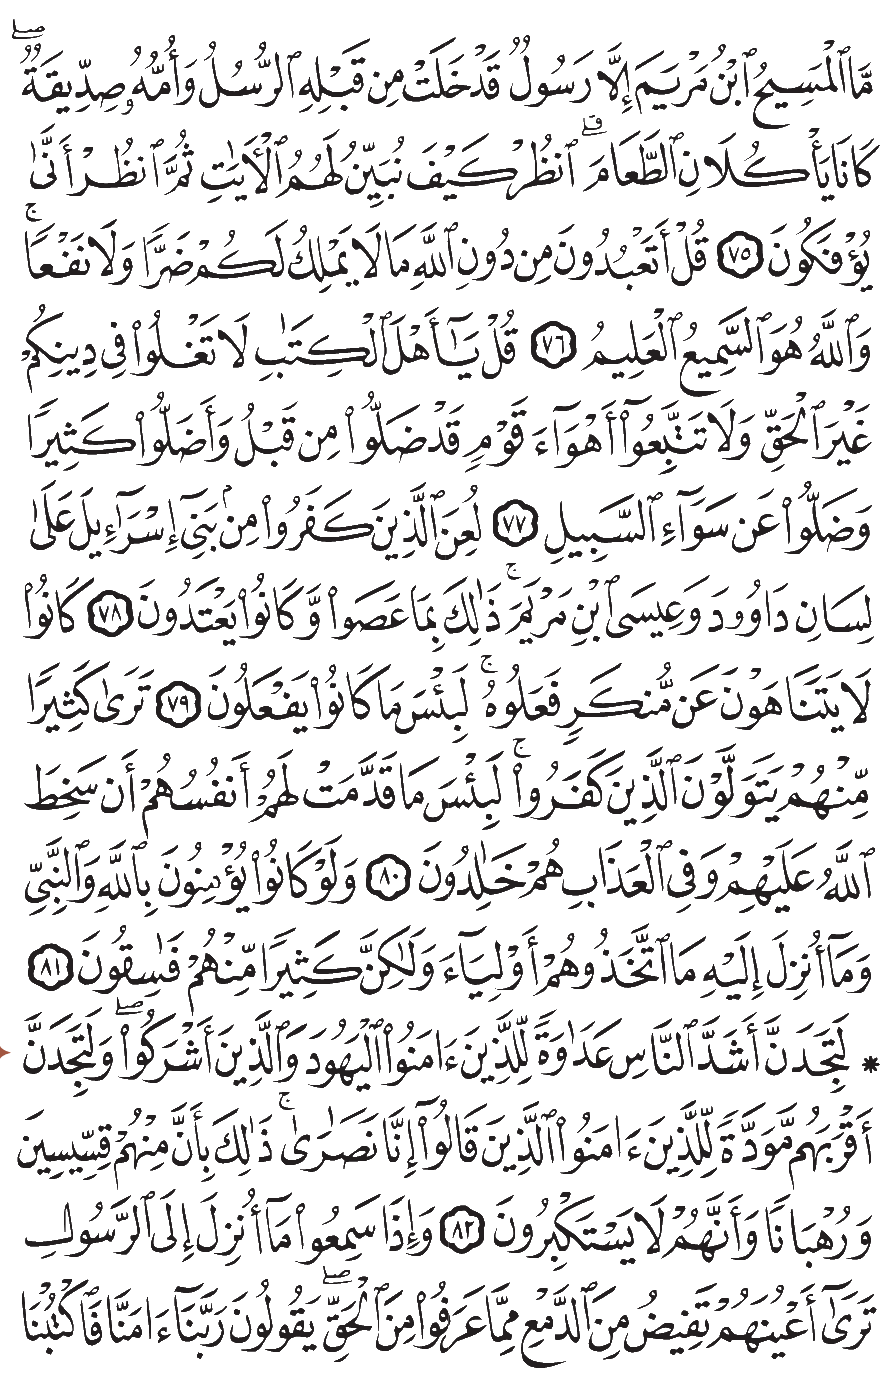 مَّا ٱلْمَسِيحُ ٱبْنُ مَرْيَمَ إِلَّا رَسُولٌ قَدْ خَلَتْ مِن قَبْلِهِ ٱلرُّسُلُ وَأُمُّهُۥ صِدِّيقَةٌۖ
كَانَا يَأْكُلَانِ ٱلطَّعَامَۗ ٱنظُرْ كَيْفَ نُبَيِّنُ لَهُمُ ٱلْأَيَٰتِ ثُمَّ ٱنظُرْ أَنَّىٰ
يُؤْفَكُونَ ٧٥ قُلْ أَتَعْبُدُونَ مِن دُونِ ٱللَّهِ مَا لَا يَمْلِكُ لَكُمْ ضَرًّا وَلَا نَفْعًاۚ
وَٱللَّهُ هُوَ ٱلسَّمِيعُ ٱلْعَلِيمُ ٧٦ قُلْ يَٰٓأَهْلَ ٱلْكِتَٰبِ لَا تَغْلُوا۟ فِى دِينِكُمْ
غَيْرَ ٱلْحَقِّ وَلَا تَتَّبِعُوٓا۟ أَهْوَآءَ قَوْمٍ قَدْ ضَلُّوا۟ مِن قَبْلُ وَأَضَلُّوا۟ كَثِيرًا
وَضَلُّوا۟ عَن سَوَآءِ ٱلسَّبِيلِ ٧٧ لُعِنَ ٱلَّذِينَ كَفَرُوا۟ مِنۢ بَنِىٓ إِسْرَٰٓءِيلَ عَلَىٰ
لِسَانِ دَاوُۥدَ وَعِيسَى ٱبْنِ مَرْيَمَۚ ذَٰلِكَ بِمَا عَصَوا۟ وَّكَانُوا۟ يَعْتَدُونَ ٧٨ كَانُوا۟
لَا يَتَنَاهَوْنَ عَن مُّنكَرٍ فَعَلُوهُۚ لَبِئْسَ مَا كَانُوا۟ يَفْعَلُونَ ٧٩ تَرَىٰ كَثِيرًا
مِّنْهُمْ يَتَوَلَّوْنَ ٱلَّذِينَ كَفَرُوا۟ۚ لَبِئْسَ مَا قَدَّمَتْ لَهُمْ أَنفُسُهُمْ أَن سَخِطَ
ٱللَّهُ عَلَيْهِمْ وَفِى ٱلْعَذَابِ هُمْ خَٰلِدُونَ ٨٠ وَلَوْ كَانُوا۟ يُؤْمِنُونَ بِٱللَّهِ وَٱلنَّبِىِّ
وَمَآ أُنزِلَ إِلَيْهِ مَا ٱتَّخَذُوهُمْ أَوْلِيَآءَ وَلَٰكِنَّ كَثِيرًا مِّنْهُمْ فَٰسِقُونَ ٨١
* لَتَجِدَنَّ أَشَدَّ ٱلنَّاسِ عَدَٰوَةً لِّلَّذِينَ ءَامَنُوا۟ ٱلْيَهُودَ وَٱلَّذِينَ أَشْرَكُوا۟ۖ وَلَتَجِدَنَّ
أَقْرَبَهُم مَّوَدَّةً لِّلَّذِينَ ءَامَنُوا۟ ٱلَّذِينَ قَالُوٓا۟ إِنَّا نَصَٰرَىٰۚ ذَٰلِكَ بِأَنَّ مِنْهُمْ قِسِّيسِينَ
وَرُهْبَانًا وَأَنَّهُمْ لَا يَسْتَكْبِرُونَ ٨٢ وَإِذَا سَمِعُوا۟ مَآ أُنزِلَ إِلَى ٱلرَّسُولِ
تَرَىٰٓ أَعْيُنَهُمْ تَفِيضُ مِنَ ٱلدَّمْعِ مِمَّا عَرَفُوا۟ مِنَ ٱلْحَقِّۖ يَقُولُونَ رَبَّنَآ ءَامَنَّا فَٱكْتُبْنَا